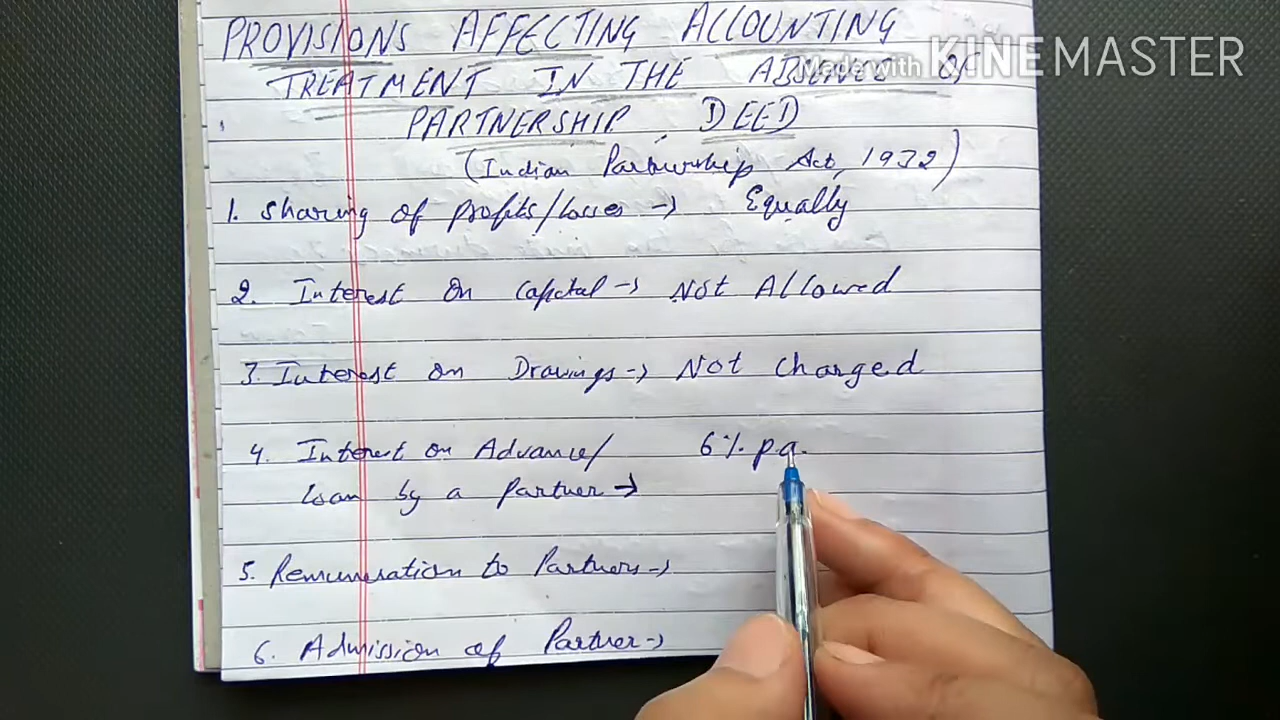 PROVISIONS AFFECTING ACCOUNTING
TREATMENT IN THE ABSENCE OF
PARTNERSHIP DEED
(Indian Partnership Act, 1932)
1. Sharing of Profits/Losses → Equally
2. Interest on Capital → Not Allowed
3. Interest on Drawings → Not Charged
4. Interest on Advance/ 6% p.a.
Loan by a Partner →
5. Remuneration to Partners →
6. Admission of Partner →
Made with KINEMASTER